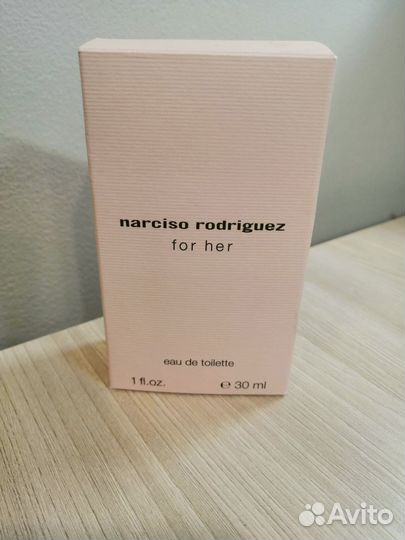 narciso rodriguez
for her
eau de toilette
1 fl.oz. ℮ 30 ml
Avito